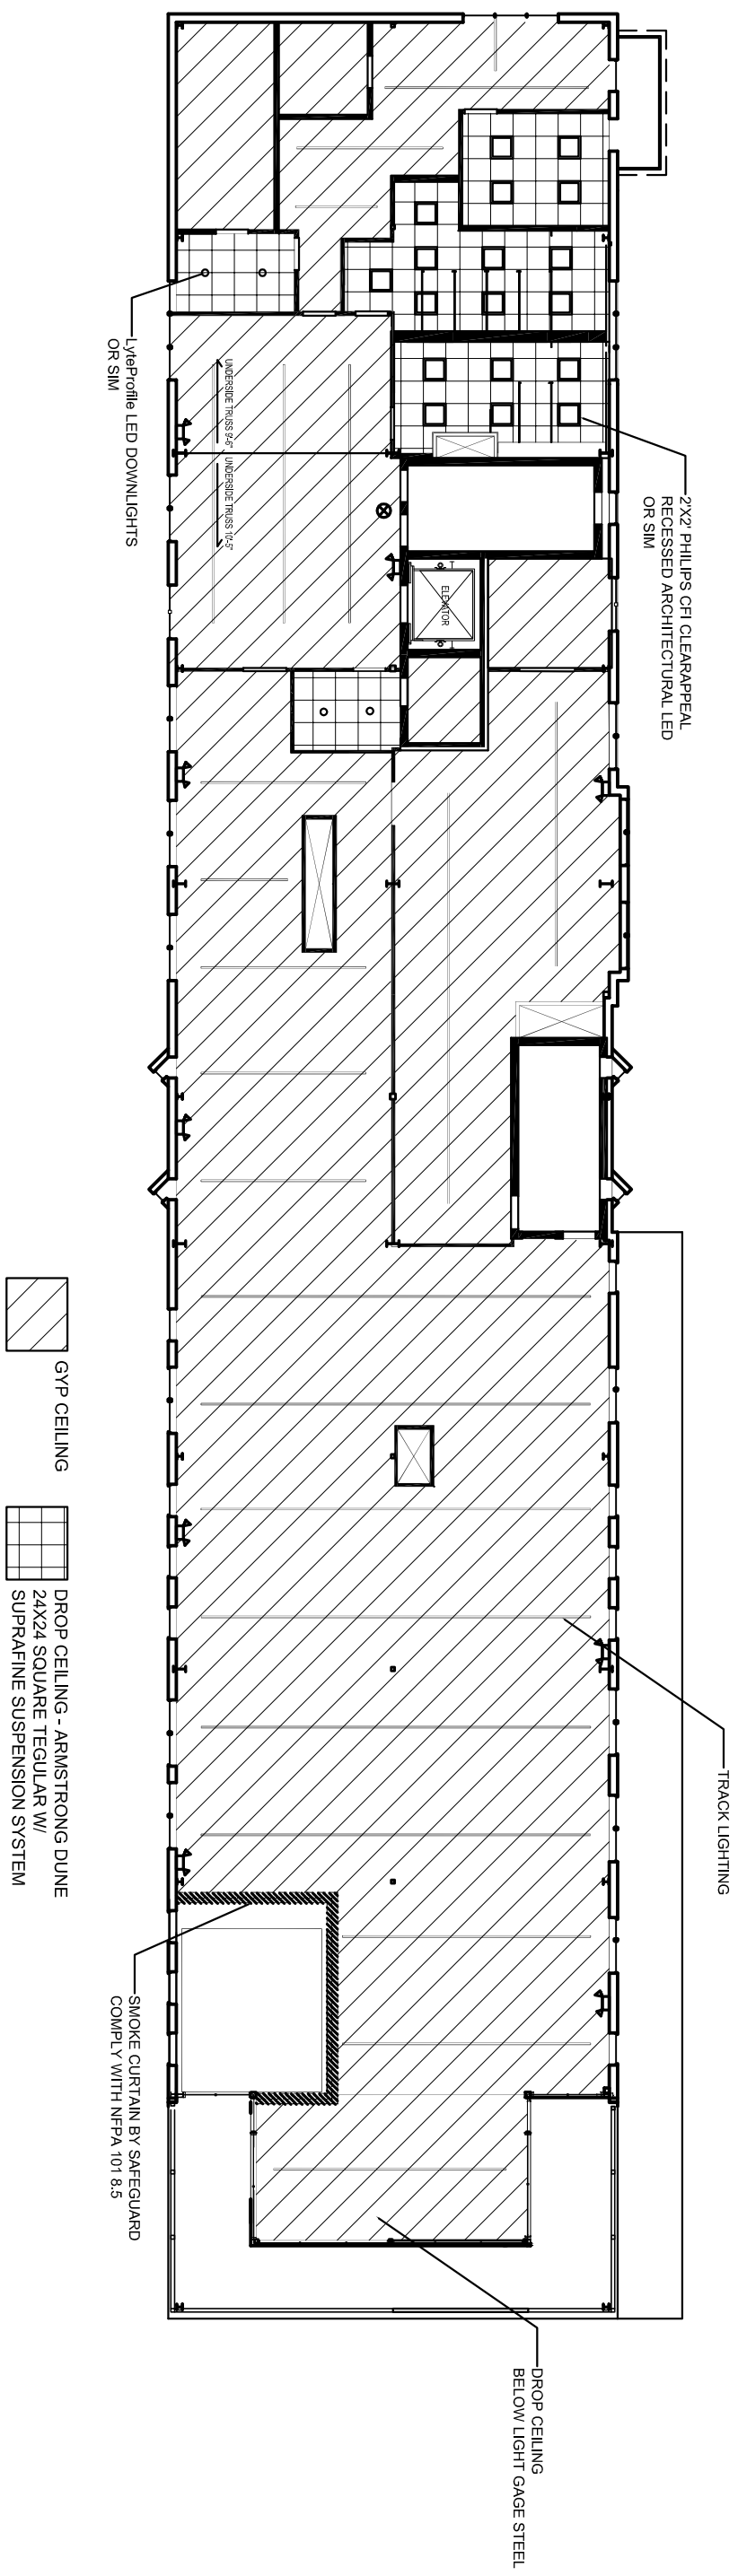 2'X2' PHILIPS CFI CLEARAPPEAL
RECESSED ARCHITECTURAL LED
OR SIM
TRACK LIGHTING
DROP CEILING
BELOW LIGHT GAGE STEEL
ELEVATOR
UNDERSIDE TRUSS 9'-6"
UNDERSIDE TRUSS 10'-5"
LyteProfile LED DOWNLIGHTS
OR SIM
SMOKE CURTAIN BY SAFEGUARD
COMPLY WITH NFPA 101 8.5
GYP CEILING
DROP CEILING - ARMSTRONG DUNE
24X24 SQUARE TEGULAR W/
SUPRAFINE SUSPENSION SYSTEM